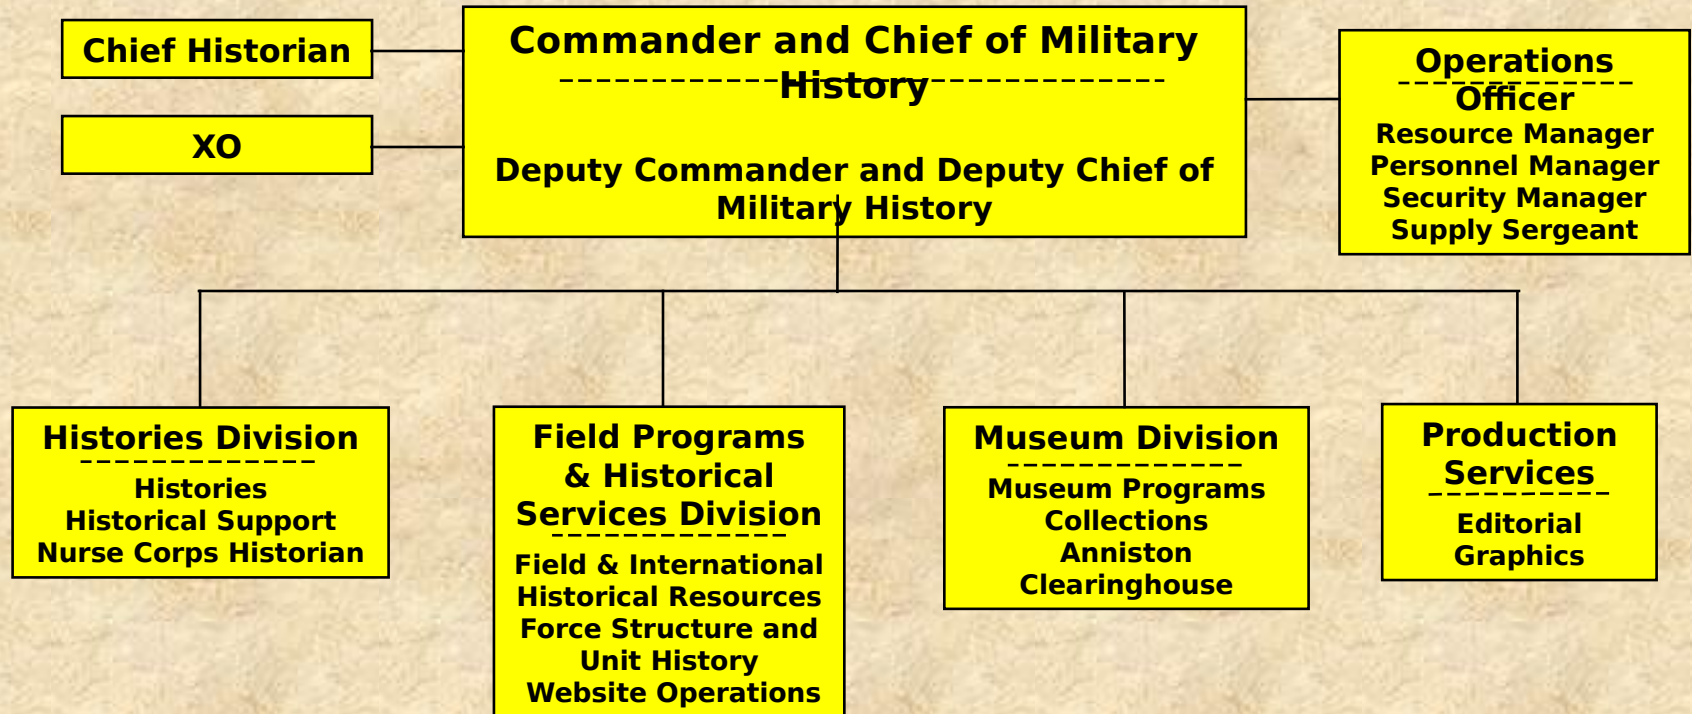 Chief Historian
XO
Commander and Chief of Military
History
Deputy Commander and Deputy Chief of
Military History
Operations
Officer
Resource Manager
Personnel Manager
Security Manager
Supply Sergeant
Histories Division
Histories
Historical Support
Nurse Corps Historian
Field Programs
& Historical
Services Division
Field & International
Historical Resources
Force Structure and
Unit History
Website Operations
Museum Division
Museum Programs
Collections
Anniston
Clearinghouse
Production
Services
Editorial
Graphics